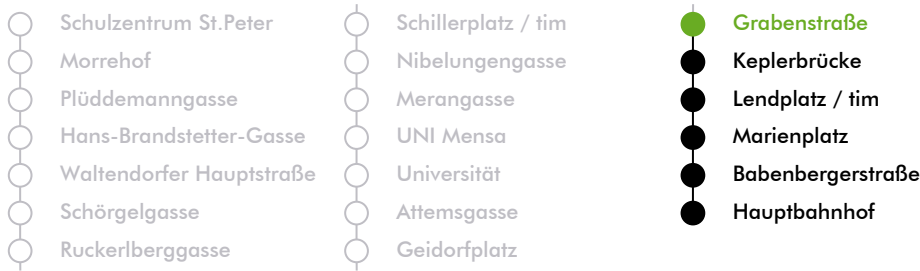 Schulzentrum St.Peter
Morrehof
Plüddemanngasse
Hans-Brandstetter-Gasse
Waltendorfer Hauptstraße
Schörgelgasse
Ruckerlberggasse
Schillerplatz / tim
Nibelungengasse
Merangasse
UNI Mensa
Universität
Attemsgasse
Geidorfplatz
Grabenstraße
Keplerbrücke
Lendplatz / tim
Marienplatz
Babenbergerstraße
Hauptbahnhof